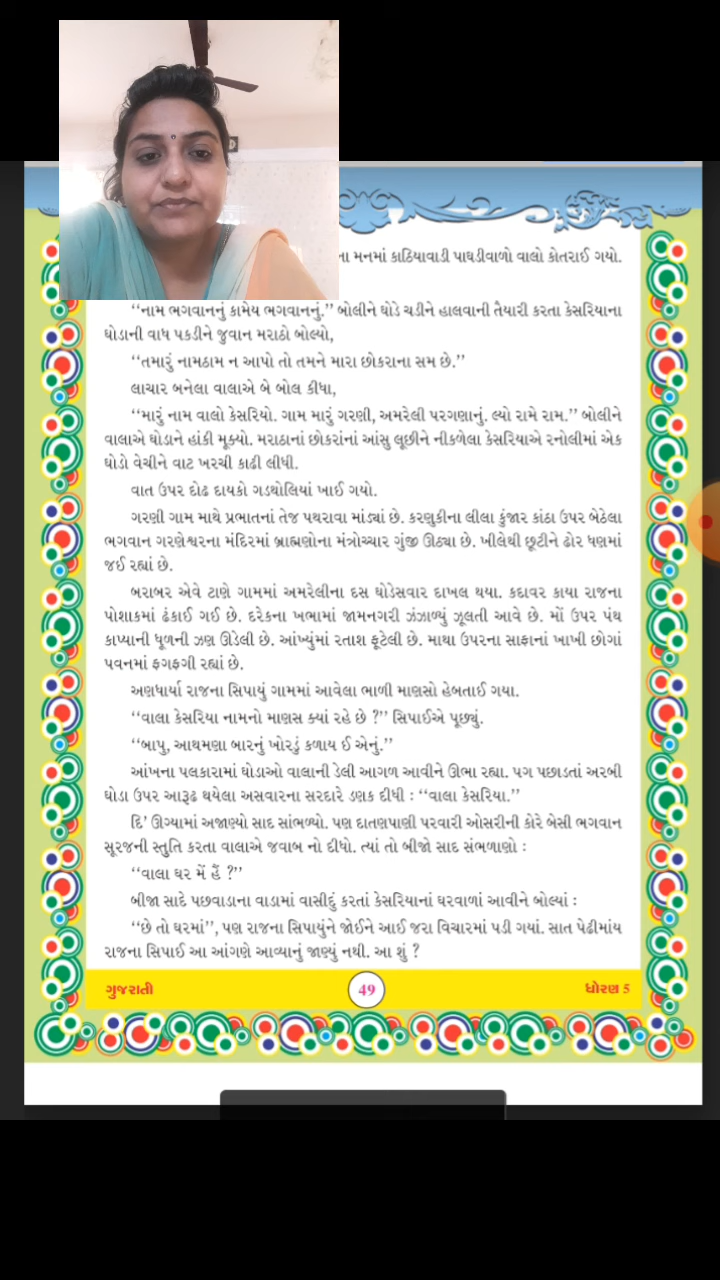 ના મનમાં કાઠિયાવાડી પાઘડીવાળો વાલો કોતરાઈ ગયો.
“નામ ભગવાનનું કામેય ભગવાનનું.” બોલીને ઘોડે ચડીને હાલવાની તૈયારી કરતા કેસરિયાના
ઘોડાની વાઘ પકડીને જુવાન મરાઠો બોલ્યો,
“તમારું નામઠામ ન આપો તો તમને મારા છોકરાના સમ છે.”
લાચાર બનેલા વાલાએ બે બોલ કીધા,
“મારું નામ વાલો કેસરિયો. ગામ મારું ગરણી, અમરેલી પરગણાનું. લ્યો રામે રામ.” બોલીને
વાલાએ ઘોડાને હાંકી મૂક્યો. મરાઠાનાં છોકરાંનાં આંસુ લૂછીને નીકળેલા કેસરિયાએ રનોલીમાં એક
ઘોડો વેચીને વાટ ખરચી કાઢી લીધી.
વાત ઉપર દોઢ દાયકો ગડથોલિયાં ખાઈ ગયો.
ગરણી ગામ માથે પ્રભાતનાં તેજ પથરાવા માંડ્યાં છે. કરણુકીના લીલા કુંજાર કાંઠા ઉપર બેઠેલા
ભગવાન ગરણેશ્વરના મંદિરમાં બ્રાહ્મણોના મંત્રોચ્ચાર ગુંજી ઊઠ્યા છે. ખીલેથી છૂટીને ઢોર ધણમાં
જઈ રહ્યાં છે.
બરાબર એવે ટાણે ગામમાં અમરેલીના દસ ઘોડેસવાર દાખલ થયા. કદાવર કાયા રાજના
પોશાકમાં ઢંકાઈ ગઈ છે. દરેકના ખભામાં જામનગરી ઝંઝાળ્યું ઝૂલતી આવે છે. મોં ઉપર પંથ
કાપ્યાની ધૂળની ઝણ ઊડેલી છે. આંખ્યુંમાં રતાશ ફૂટેલી છે. માથા ઉપરના સાફાનાં ખાખી છોગાં
પવનમાં ફગફગી રહ્યાં છે.
અણધાર્યા રાજના સિપાયું ગામમાં આવેલા ભાળી માણસો હેબતાઈ ગયા.
“વાલા કેસરિયા નામનો માણસ ક્યાં રહે છે ?” સિપાઈએ પૂછ્યું.
“બાપુ, આથમણા બારનું ખોરડું કળાય ઈ એનું.”
આંખના પલકારામાં ઘોડાઓ વાલાની ડેલી આગળ આવીને ઊભા રહ્યા. પગ પછાડતાં અરબી
ઘોડા ઉપર આરૂઢ થયેલા અસવારના સરદારે ડણક દીધી : “વાલા કેસરિયા.”
દિ’ ઊગ્યામાં અજાણ્યો સાદ સાંભળ્યો. પણ દાતણપાણી પરવારી ઓસરીની કોરે બેસી ભગવાન
સૂરજની સ્તુતિ કરતા વાલાએ જવાબ નો દીધો. ત્યાં તો બીજો સાદ સંભળાણો :
“વાલા ઘર મેં હૈં ?”
બીજા સાદે પછવાડાના વાડામાં વાસીદું કરતાં કેસરિયાનાં ઘરવાળાં આવીને બોલ્યાં :
“છે તો ઘરમાં”, પણ રાજના સિપાયુંને જોઈને આઈ જરા વિચારમાં પડી ગયાં. સાત પેઢીમાંય
રાજના સિપાઈ આ આંગણે આવ્યાનું જાણ્યું નથી. આ શું ?
ગુજરાતી
49
ધોરણ 5